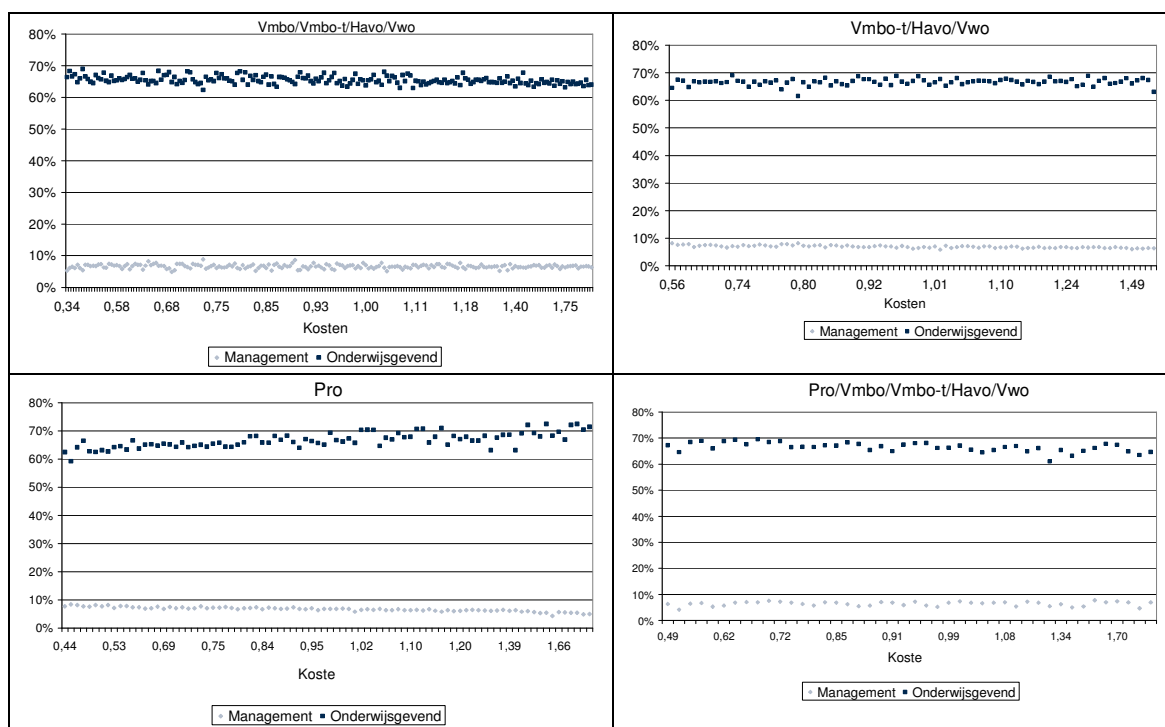 Vmbo/Vmbo-t/Havo/Vwo
80%
70%
60%
50%
40%
30%
20%
10%
0%
0,34 0,58 0,68 0,75 0,85 0,93 1,00 1,11 1,18 1,40 1,75
Kosten
Management Onderwijsgevend
Vmbo-t/Havo/Vwo
80%
70%
60%
50%
40%
30%
20%
10%
0%
0,56 0,74 0,80 0,92 1,01 1,10 1,24 1,49
Kosten
Management Onderwijsgevend
Pro
80%
70%
60%
50%
40%
30%
20%
10%
0%
0,44 0,53 0,69 0,75 0,84 0,95 1,02 1,10 1,20 1,39 1,66
Koste
Management Onderwijsgevend
Pro/Vmbo/Vmbo-t/Havo/Vwo
80%
70%
60%
50%
40%
30%
20%
10%
0%
0,49 0,62 0,72 0,85 0,91 0,99 1,08 1,34 1,70
Koste
Management Onderwijsgevend